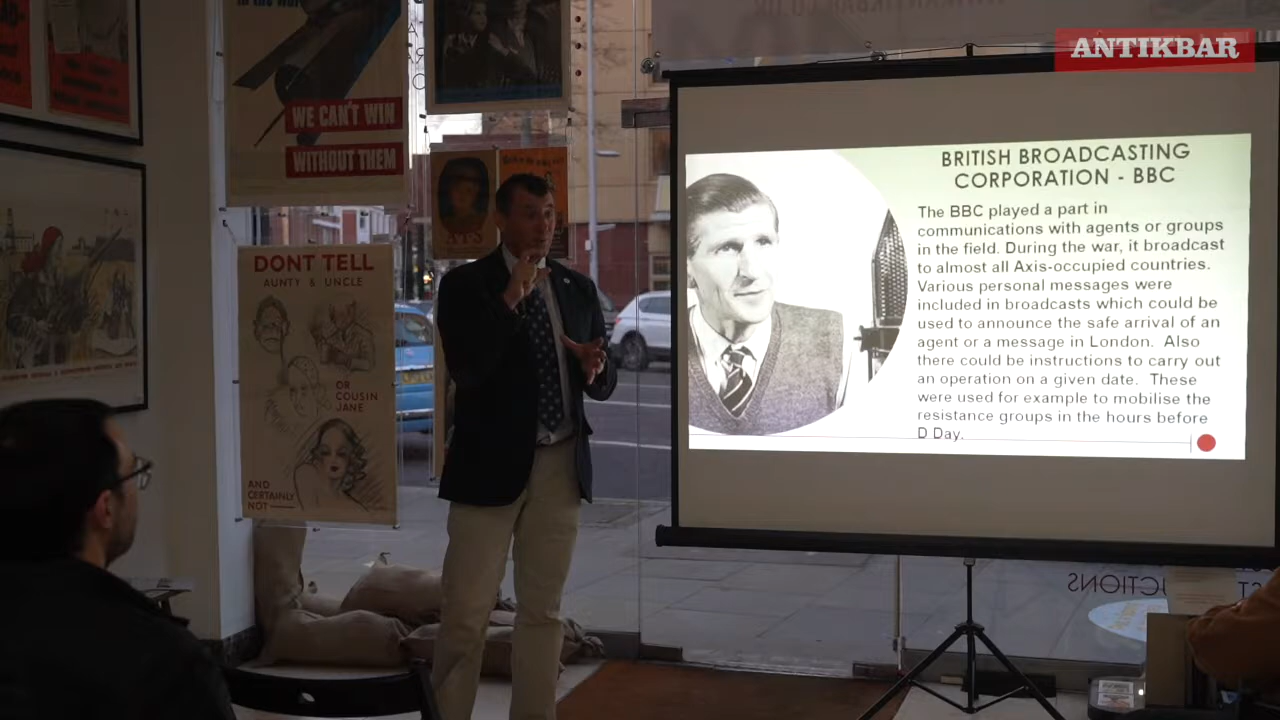 ANTIKBAR
WE CAN'T WIN
WITHOUT THEM
ATS
DON'T TELL
AUNTY & UNCLE
OR
COUSIN
JANE
AND
CERTAINLY
NOT
BRITISH BROADCASTING
CORPORATION - BBC
The BBC played a part in
communications with agents or groups
in the field. During the war, it broadcast
to almost all Axis-occupied countries.
Various personal messages were
included in broadcasts which could be
used to announce the safe arrival of an
agent or a message in London. Also
there could be instructions to carry out
an operation on a given date. These
were used for example to mobilise the
resistance groups in the hours before
D Day.